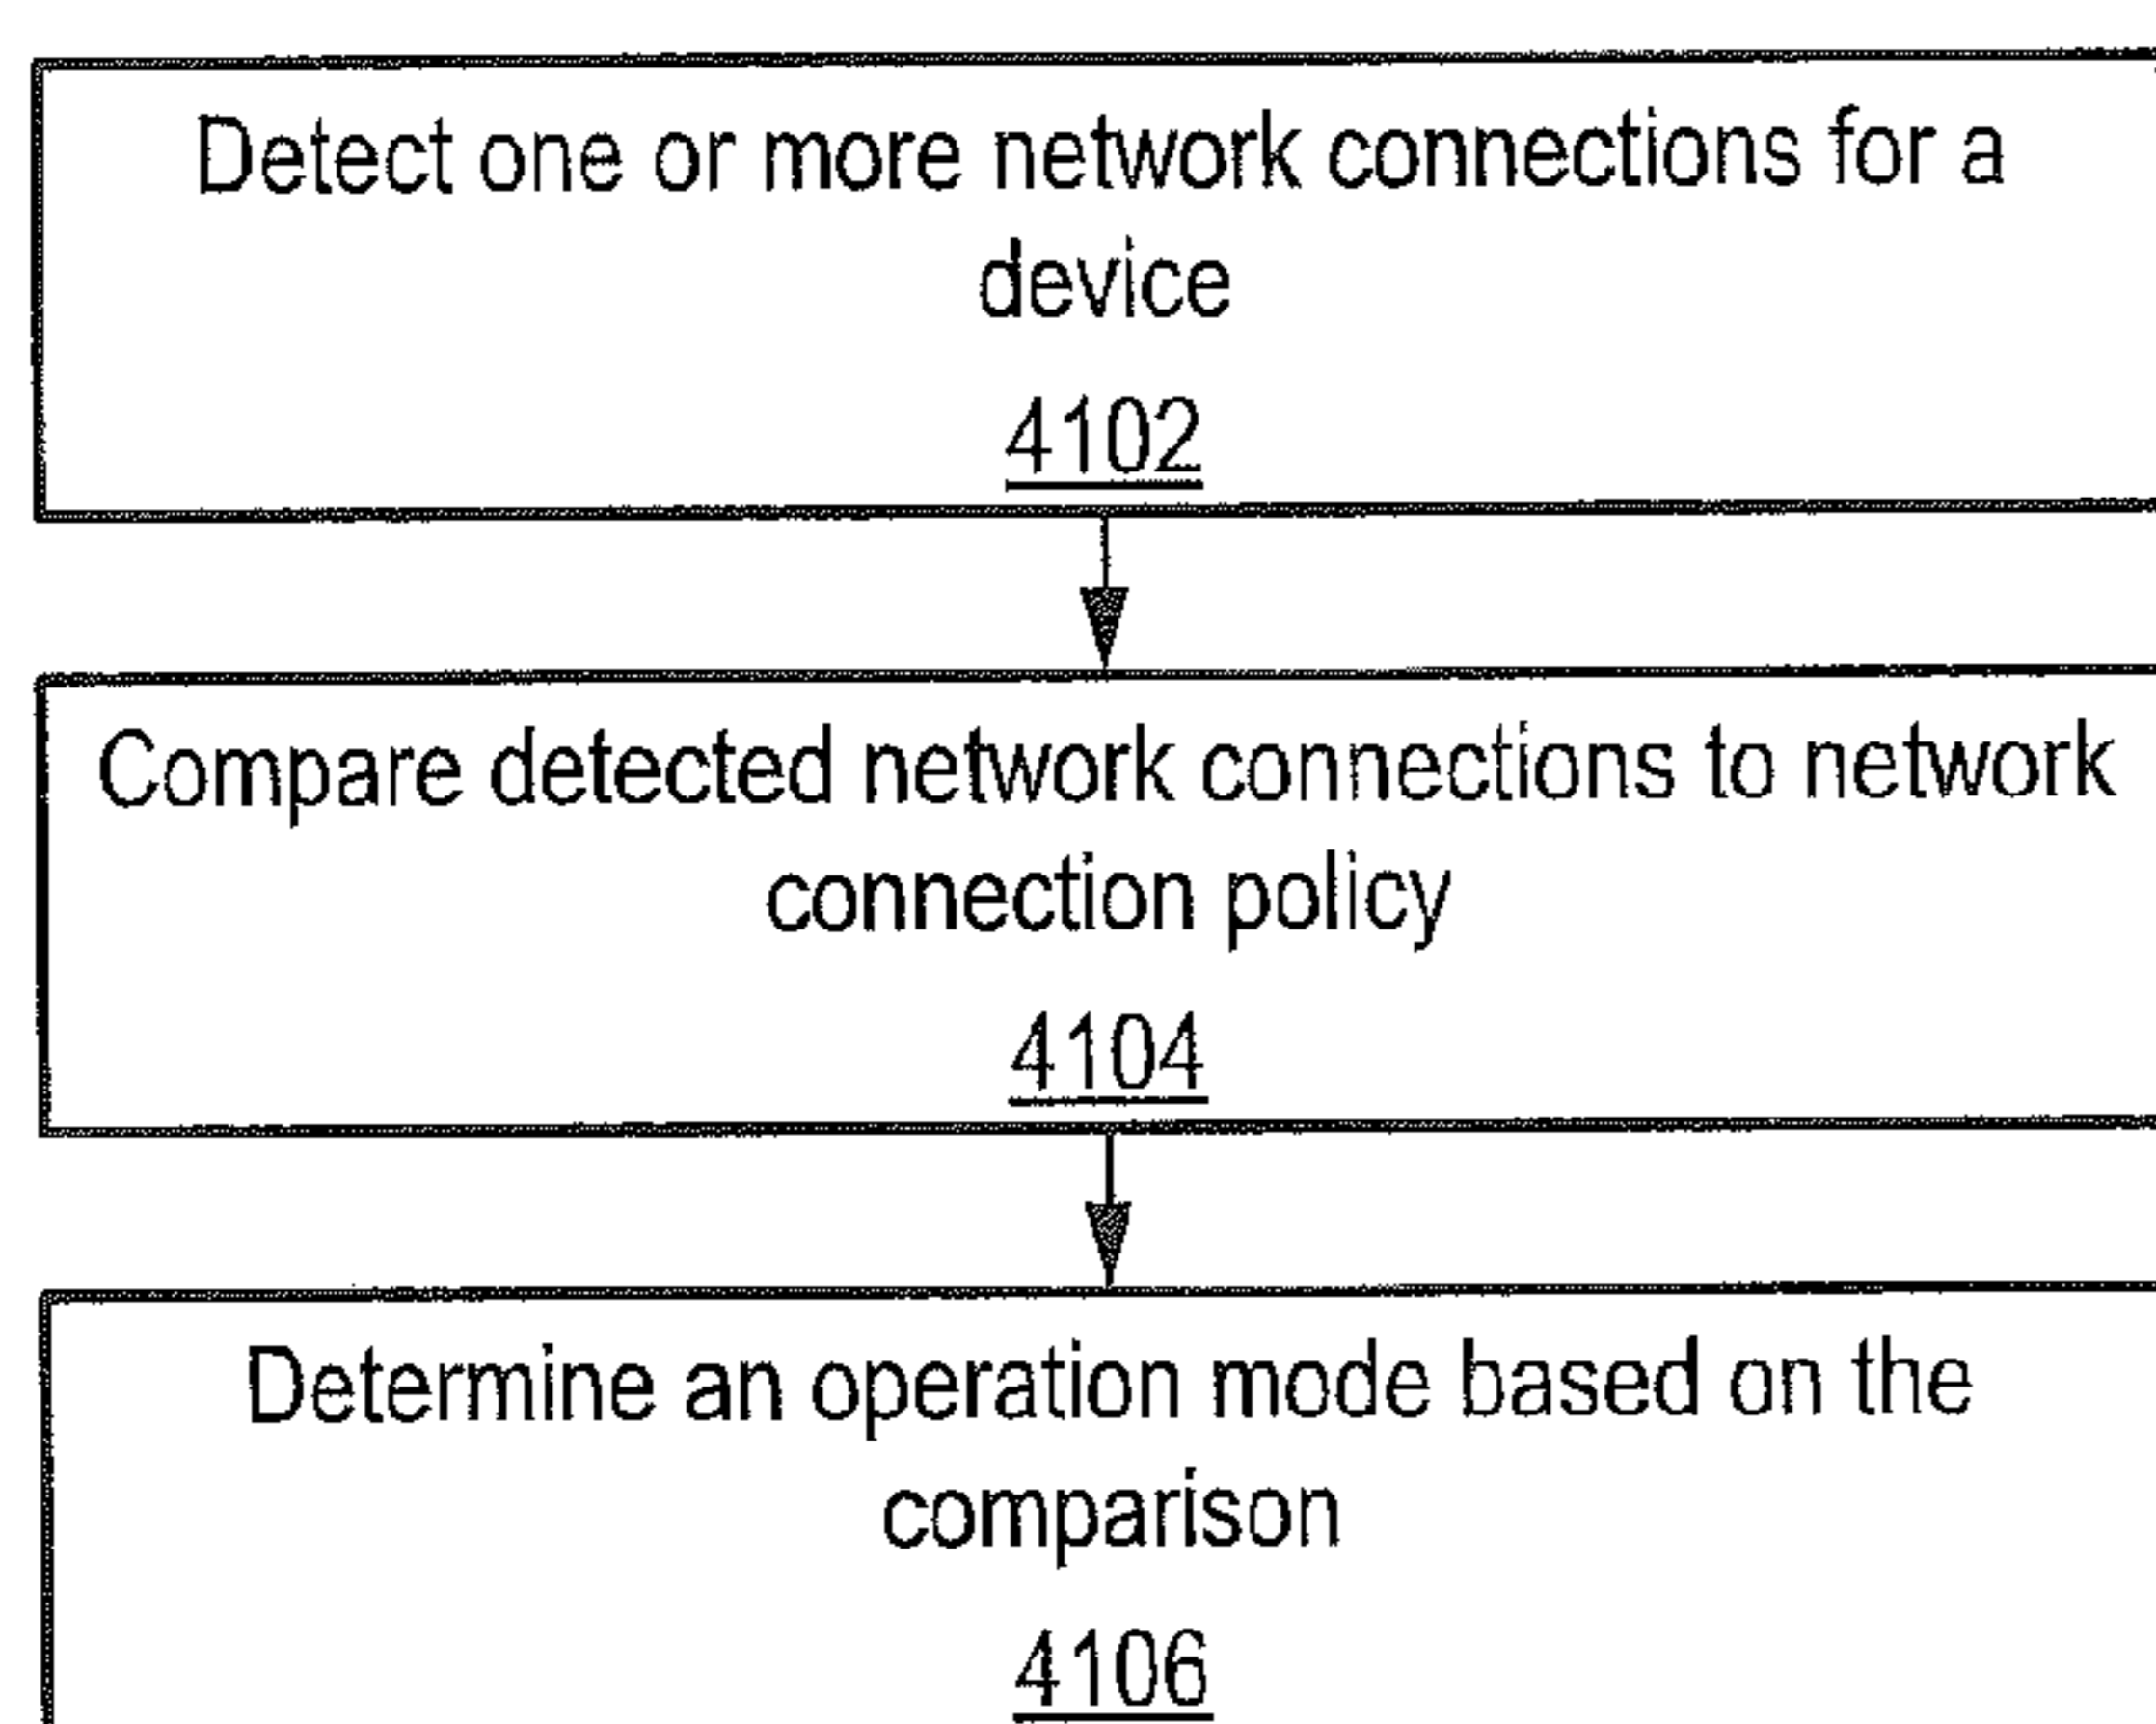 Detect one or more network connections for a
device
4102
Compare detected network connections to network
connection policy
4104
Determine an operation mode based on the
comparison
4106